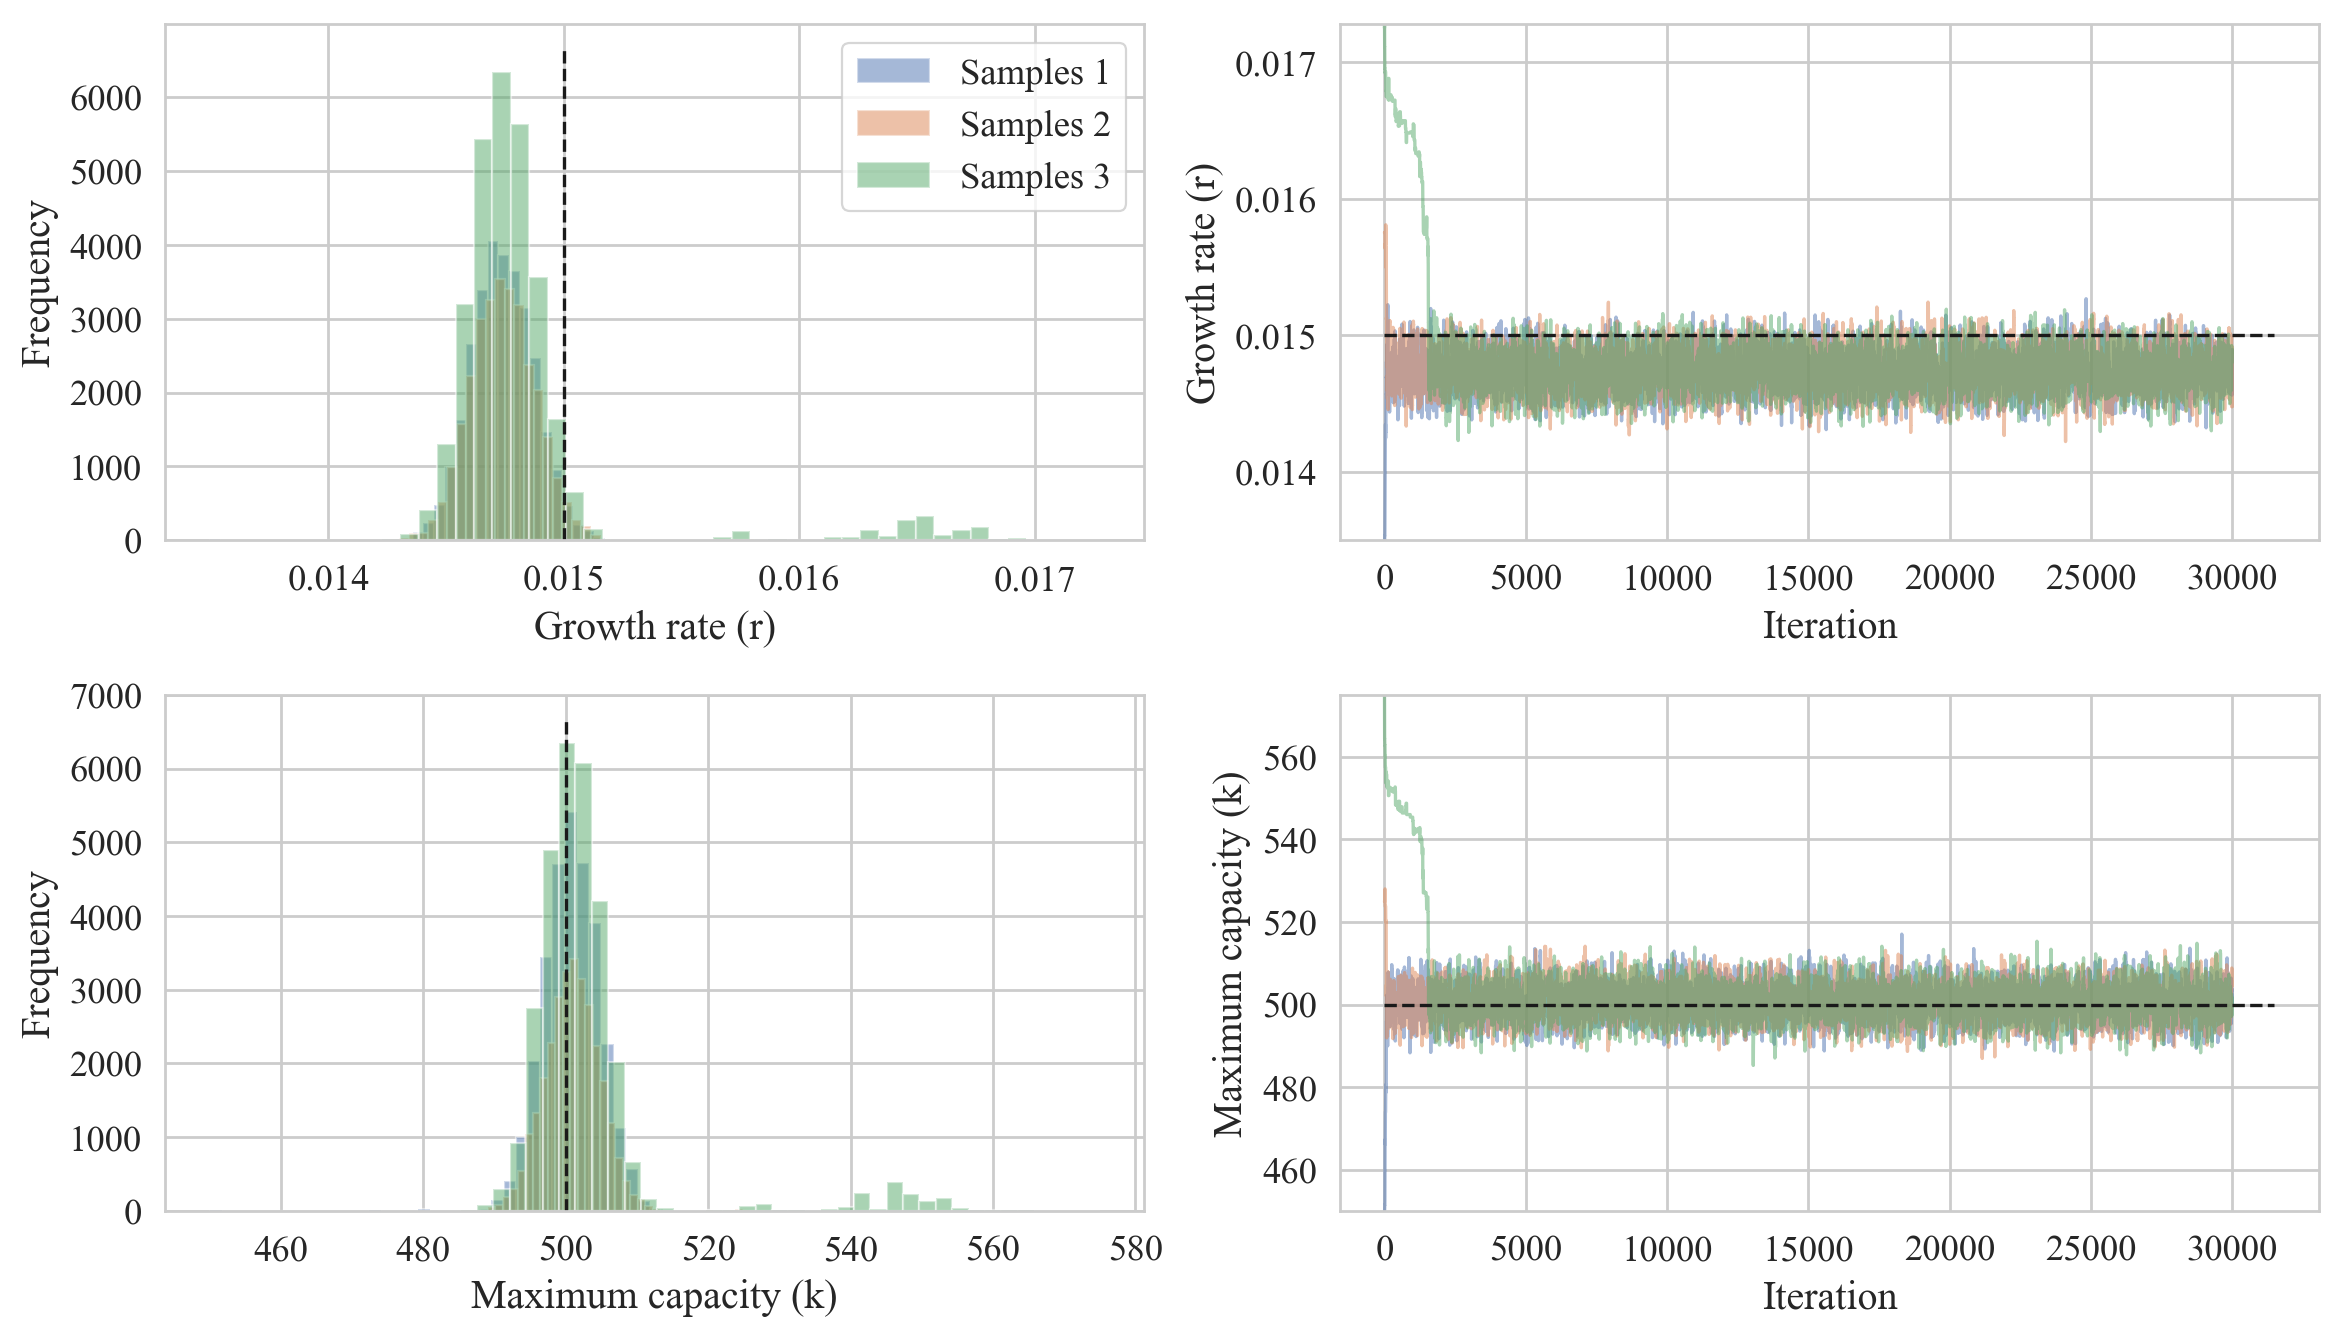 Samples 1
Samples 2
Samples 3
Frequency
6000
5000
4000
3000
2000
1000
0
0.014 0.015 0.016 0.017
Growth rate (r)
Growth rate (r)
0.017
0.016
0.015
0.014
0 5000 10000 15000 20000 25000 30000
Iteration
Frequency
7000
6000
5000
4000
3000
2000
1000
0
460 480 500 520 540 560 580
Maximum capacity (k)
Maximum capacity (k)
560
540
520
500
480
460
0 5000 10000 15000 20000 25000 30000
Iteration